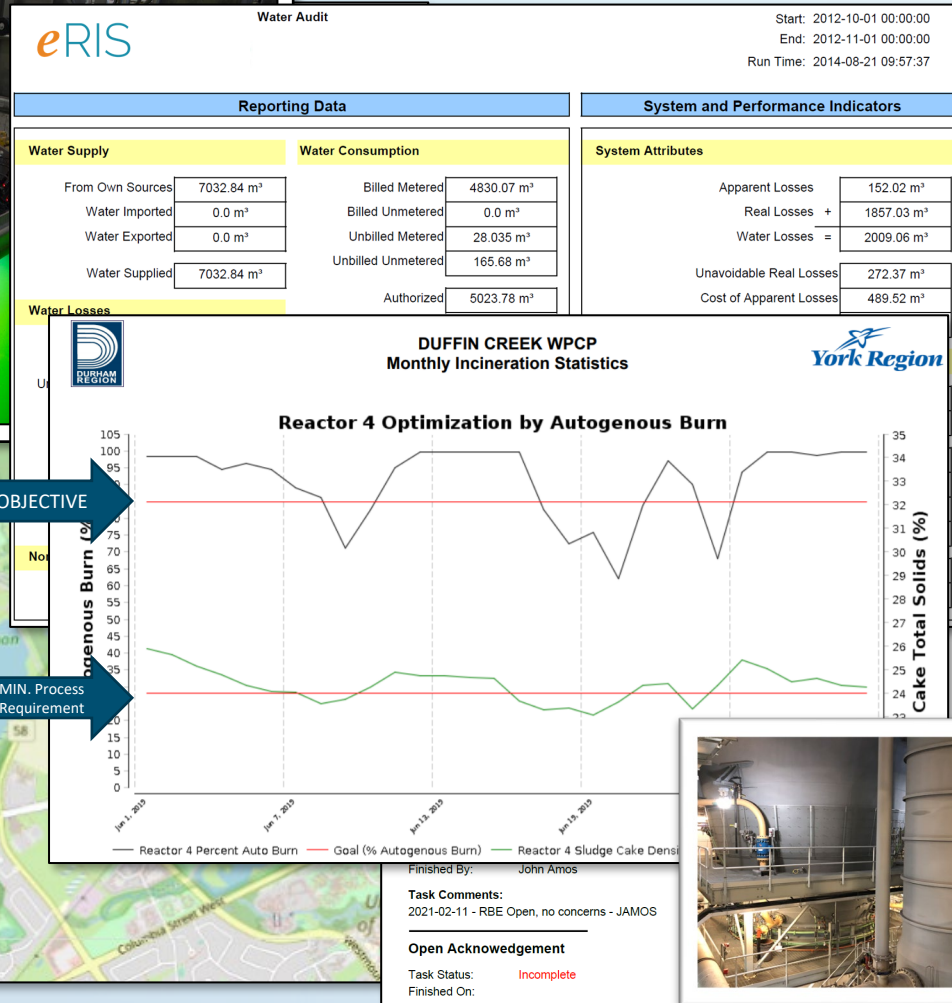 eRIS
Water Audit
Start: 2012-10-01 00:00:00
End: 2012-11-01 00:00:00
Run Time: 2014-08-21 09:57:37
Reporting Data
System and Performance Indicators
Water Supply
From Own Sources 7032.84 m³
Water Imported 0.0 m³
Water Exported 0.0 m³
Water Supplied 7032.84 m³
Water Losses
Water Consumption
Billed Metered 4830.07 m³
Billed Unmetered 0.0 m³
Unbilled Metered 28.035 m³
Unbilled Unmetered 165.68 m³
Authorized 5023.78 m³
System Attributes
Apparent Losses 152.02 m³
Real Losses + 1857.03 m³
Water Losses = 2009.06 m³
Unavoidable Real Losses 272.37 m³
Cost of Apparent Losses 489.52 m³
DURHAM
REGION
DUFFIN CREEK WPCP
Monthly Incineration Statistics
York Region
Reactor 4 Optimization by Autogenous Burn
105
100
95
75
70
65
60
55
50
45
40
35
20
15
10
5
0
ogenous Burn (%
35
34
33
32
31
30
29
28
27
26
25
24
23
Cake Total Solids (%)
OBJECTIVE
MIN. Process
Requirement
Jun 1, 2019
Jun 7, 2019
Jun 13, 2019
Jun 19, 2019
Reactor 4 Percent Auto Burn
Goal (% Autogenous Burn)
Reactor 4 Sludge Cake Densi
58
Columbia Street West
Finished By: John Amos
Task Comments:
2021-02-11 - RBE Open, no concerns - JAMOS
Open Acknowedgement
Task Status: Incomplete
Finished On: